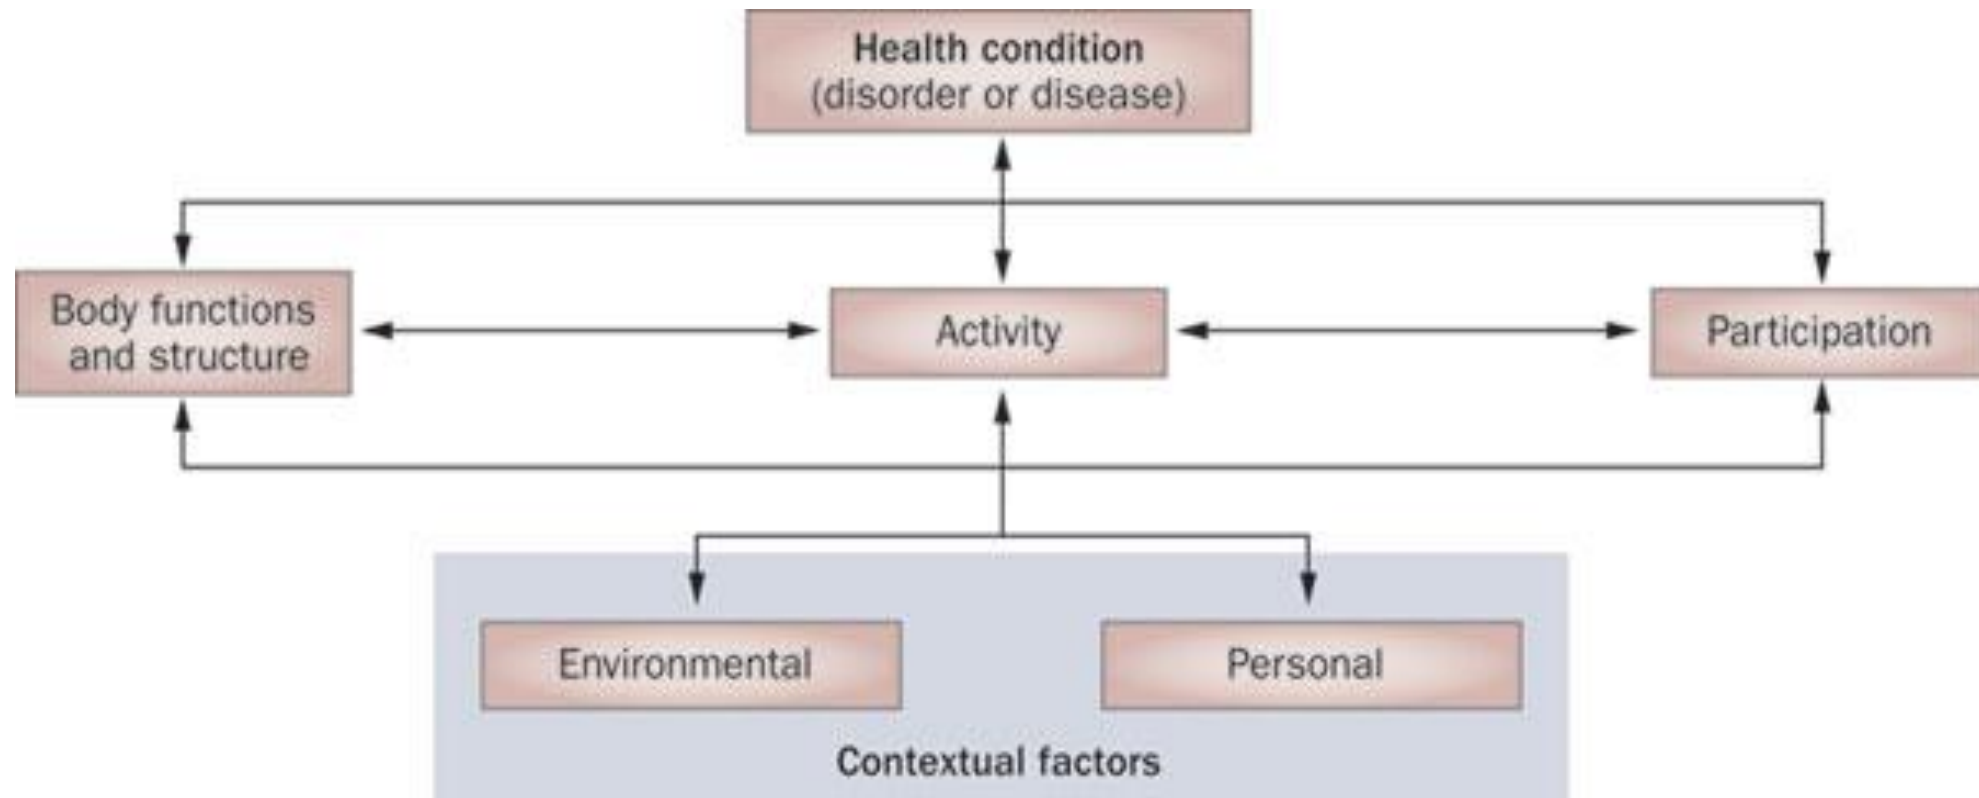 Health condition
(disorder or disease)
Body functions
and structure
Activity
Participation
Environmental
Personal
Contextual factors